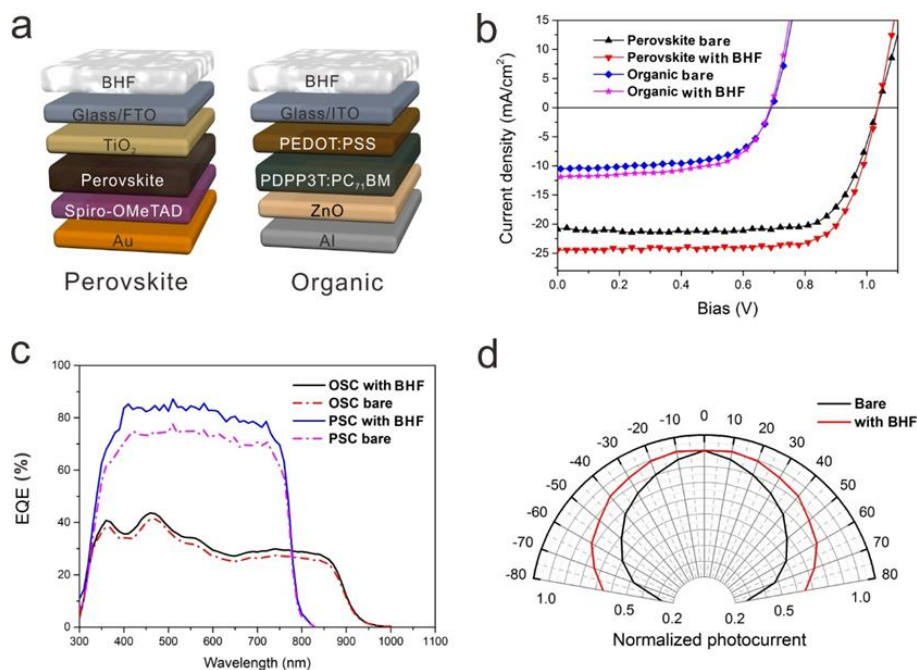 a
BHF
Glass/FTO
TiO₂
Perovskite
Spiro-OMeTAD
Au
Perovskite
BHF
Glass/ITO
PEDOT:PSS
PDPP3T:PC₇₁BM
ZnO
Al
Organic
b
Current density (mA/cm²)
15
10
5
0
-5
-10
-15
-20
-25
Perovskite bare
Perovskite with BHF
Organic bare
Organic with BHF
0.0 0.2 0.4 0.6 0.8 1.0
Bias (V)
c
EQE (%)
100
80
60
40
20
0
OSC with BHF
OSC bare
PSC with BHF
PSC bare
300 400 500 600 700 800 900 1000 1100
Wavelength (nm)
d
Bare
with BHF
-80 -70 -60 -50 -40 -30 -20 -10 0 10 20 30 40 50 60 70 80
1.0 0.5 0.2 0.2 0.5 1.0
Normalized photocurrent